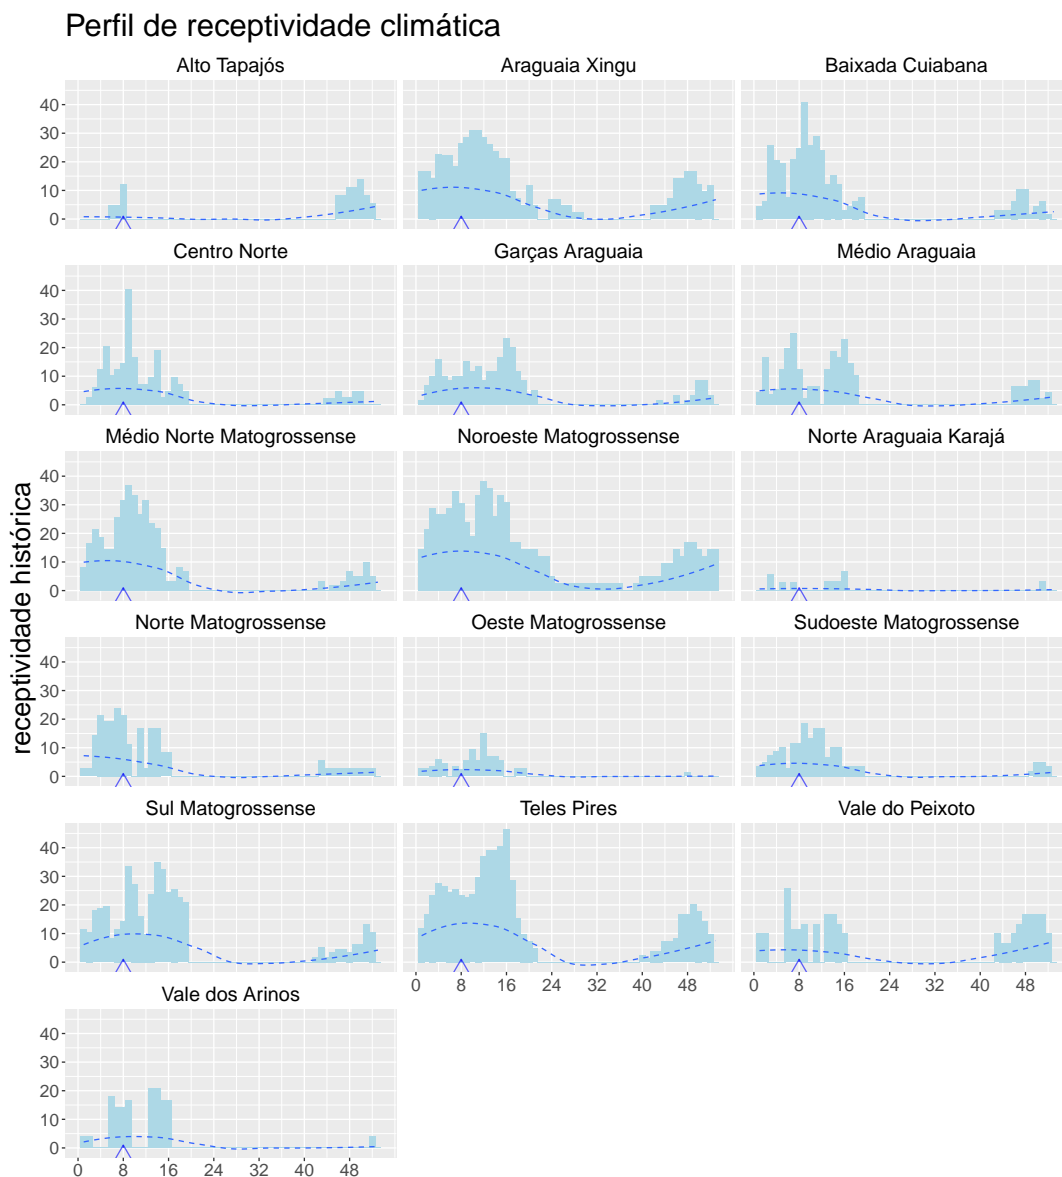 Perfil de receptividade climática
Alto Tapajós
Araguaia Xingu
Baixada Cuiabana
40
30
20
10
0
Centro Norte
Garças Araguaia
Médio Araguaia
40
30
20
10
0
Médio Norte Matogrossense
Noroeste Matogrossense
Norte Araguaia Karajá
40
30
20
10
0
receptividade histórica
Norte Matogrossense
Oeste Matogrossense
Sudoeste Matogrossense
40
30
20
10
0
Sul Matogrossense
Teles Pires
Vale do Peixoto
40
30
20
10
0
0 8 16 24 32 40 48
0 8 16 24 32 40 48
Vale dos Arinos
40
30
20
10
0
0 8 16 24 32 40 48